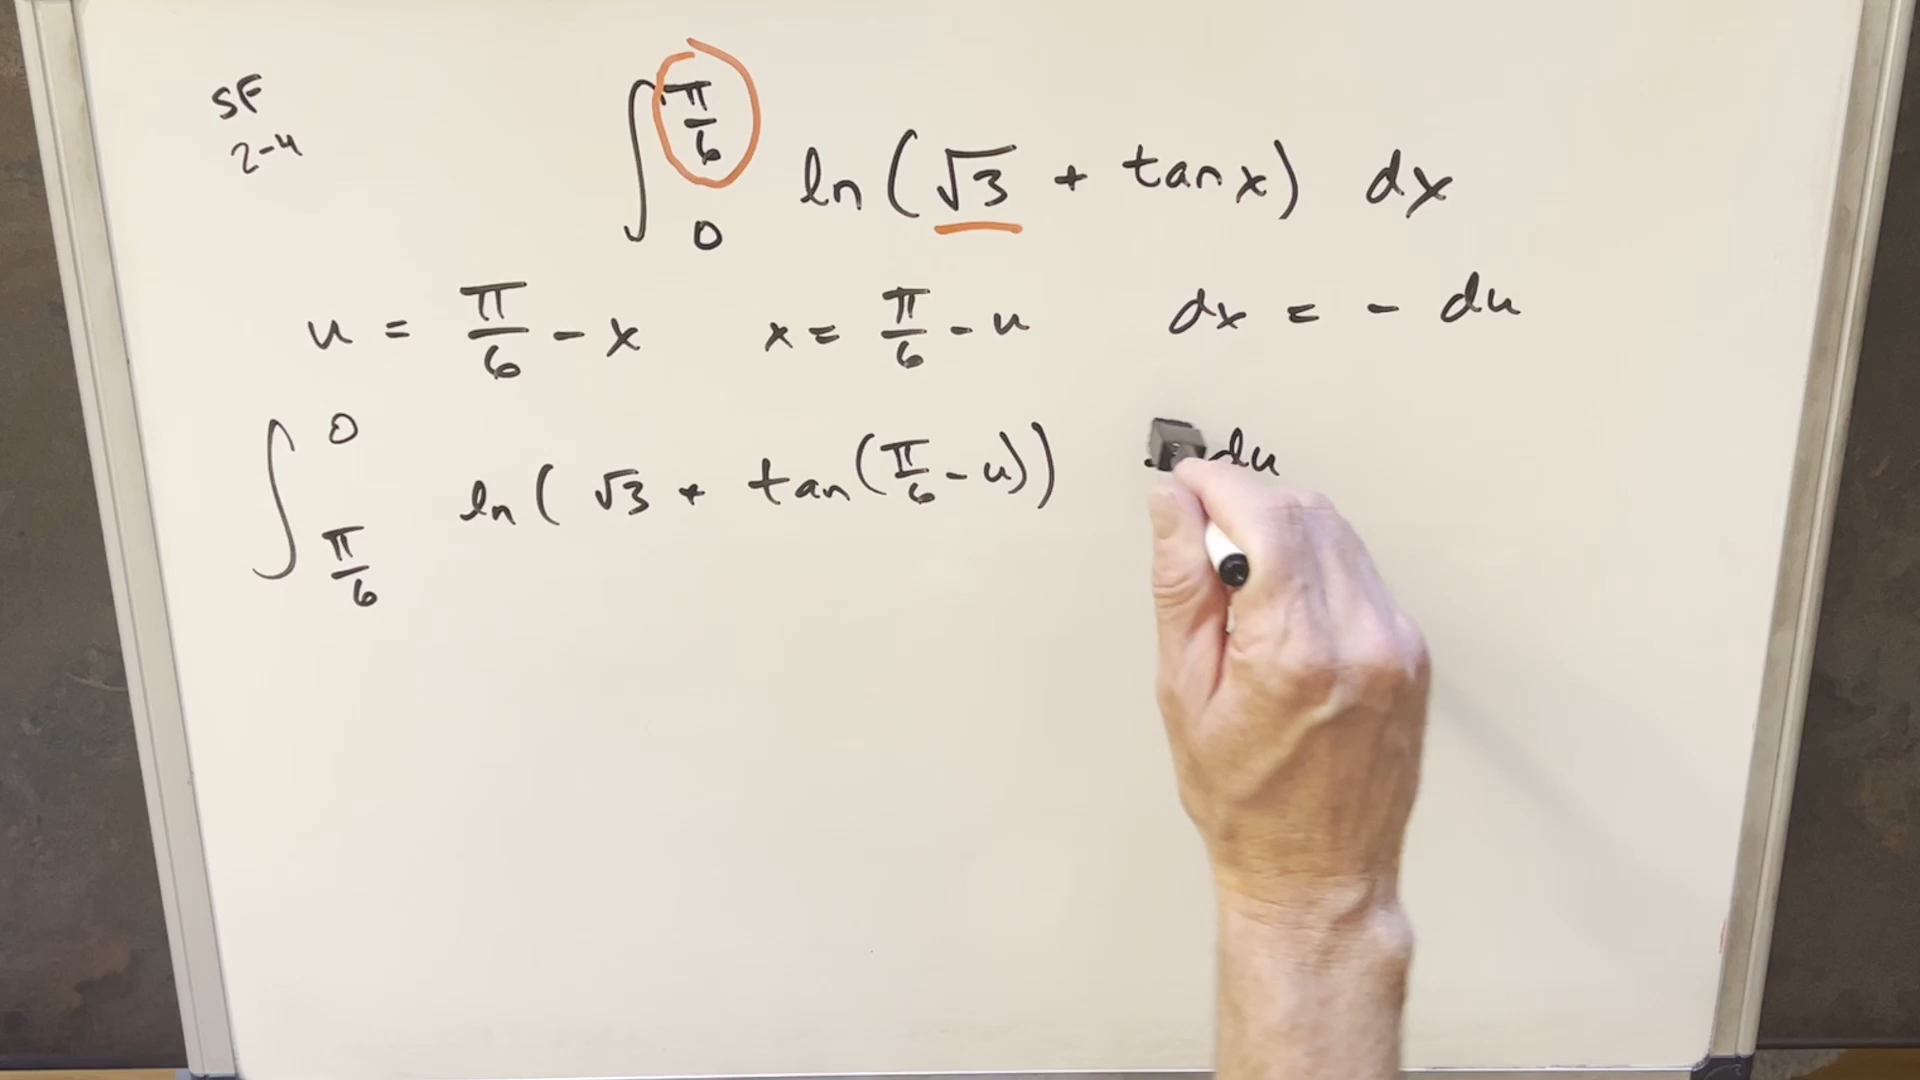 SF
2-4
∫_0^{π/6} ln(√3 + tan x) dx
u = π/6 - x x = π/6 - u dx = - du
∫_{π/6}^0 ln(√3 + tan(π/6 - u)) du